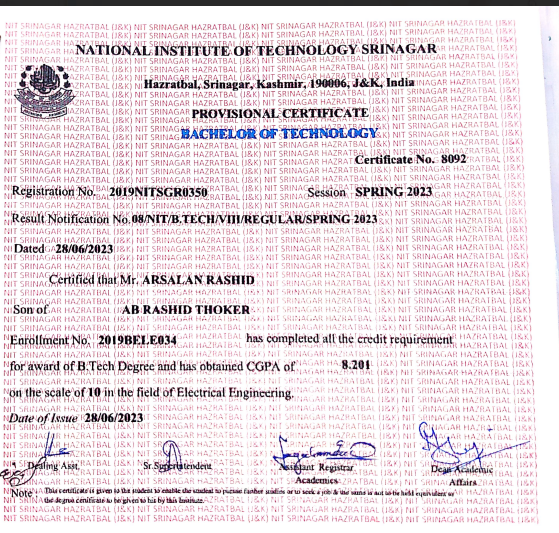 NATIONAL INSTITUTE OF TECHNOLOGY SRINAGAR
Hazratbal, Srinagar, Kashmir, 190006, J&K, India
PROVISIONAL CERTIFICATE
BACHELOR OF TECHNOLOGY
Certificate No. 8092
Registration No. 2019NITSGR0350 Session SPRING 2023
Result Notification No. 08/NIT/B.TECH/VIII/REGULAR/SPRING 2023
Dated 28/06/2023
Certified that Mr. ARSALAN RASHID
Son of AB RASHID THOKER
Enrollment No. 2019BELE034 has completed all the credit requirement
for award of B.Tech Degree and has obtained CGPA of 8.201
on the scale of 10 in the field of Electrical Engineering.
Date of Issue 28/06/2023
Dealing Asst. Sr.Superintendent Assistant Registrar Dean Academic
Academics Affairs
Note : This certificate is given to the student to enable the student to pursue further studies or to seek a job & the same is not to be held equivalent to
the degree certificate to be given to his by this Institute.